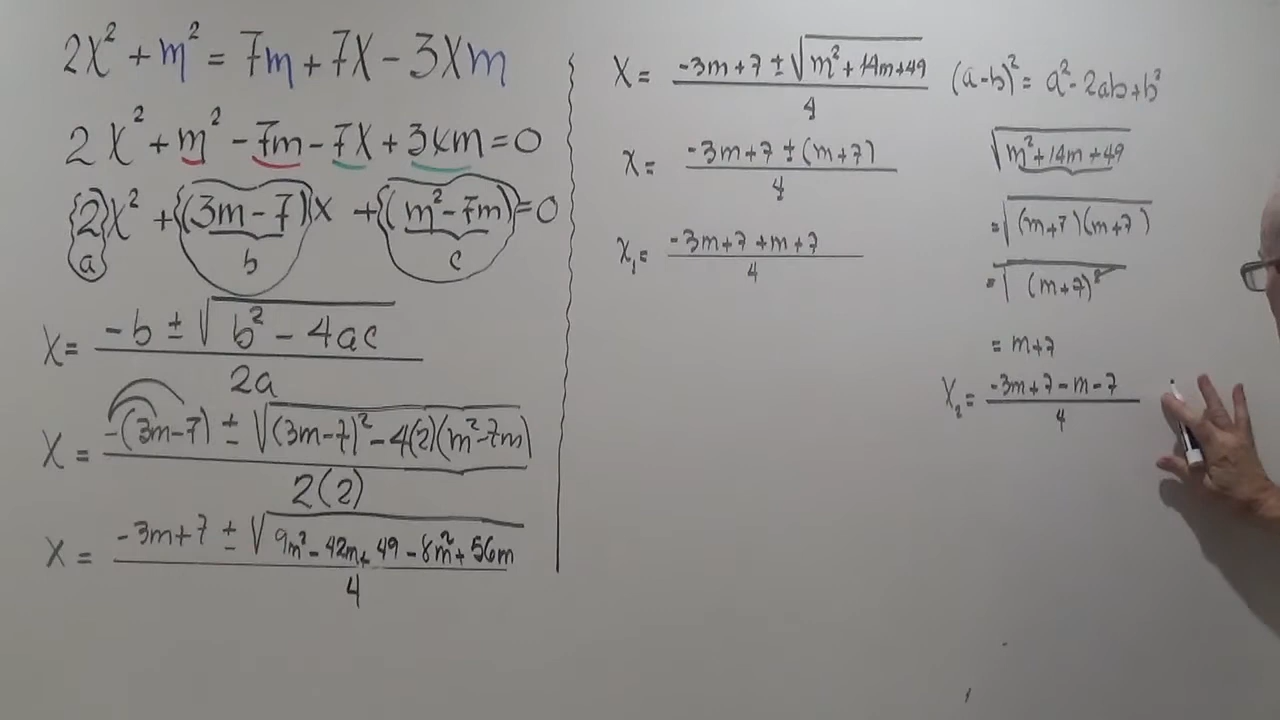 2x² + m² = 7m + 7x - 3xm
2x² + m² - 7m - 7x + 3xm = 0
{2}x² + {(3m - 7)}x + {(m² - 7m)} = 0
a b c
x = (-b ± √(b² - 4ac)) / 2a
x = (-(3m-7) ± √((3m-7)² - 4(2)(m²-7m))) / 2(2)
x = (-3m+7 ± √(9m² - 42m + 49 - 8m² + 56m)) / 4
x = (-3m+7 ± √(m² + 14m + 49)) / 4
x = (-3m+7 ± (m+7)) / 4
x₁ = (-3m+7+m+7) / 4
(a-b)² = a² - 2ab + b²
√(m² + 14m + 49)
= √((m+7)(m+7))
= √((m+7)²)
= m+7
x₂ = (-3m+7-m-7) / 4